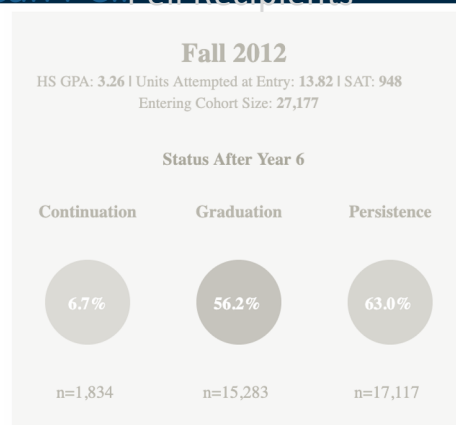 Pell Recipients
Fall 2012
HS GPA: 3.26 | Units Attempted at Entry: 13.82 | SAT: 948
Entering Cohort Size: 27,177
Status After Year 6
Continuation Graduation Persistence
6.7% 56.2% 63.0%
n=1,834 n=15,283 n=17,117